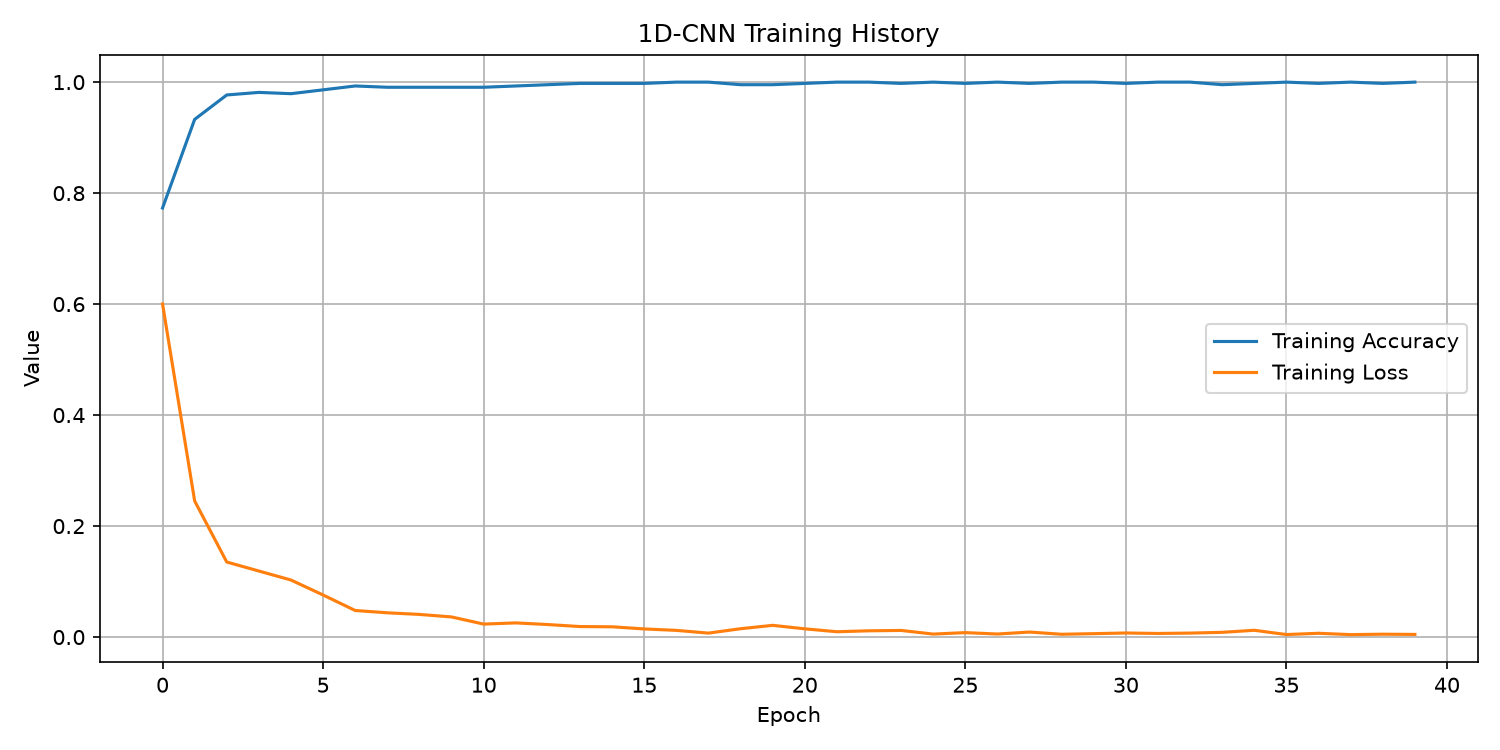 1D-CNN Training History
1.0
0.8
0.6
0.4
0.2
0.0
Value
Training Accuracy
Training Loss
0 5 10 15 20 25 30 35 40
Epoch